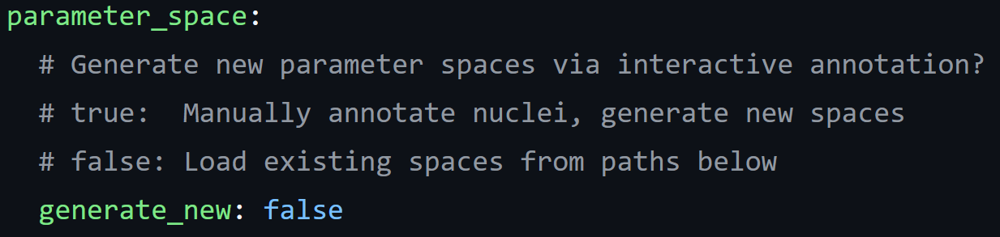 parameter_space:
  # Generate new parameter spaces via interactive annotation?
  # true:  Manually annotate nuclei, generate new spaces
  # false: Load existing spaces from paths below
  generate_new: false